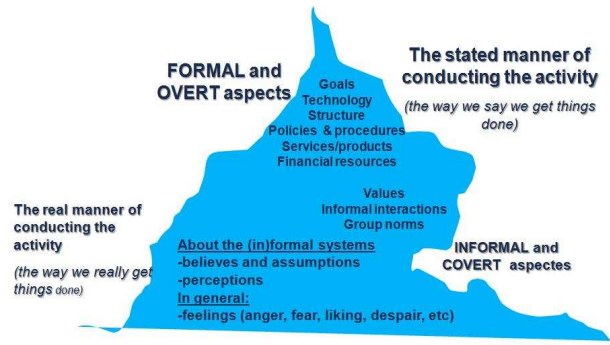 FORMAL and
OVERT aspects
The stated manner of
conducting the activity
(the way we say we get things
done)
Goals
Technology
Structure
Policies & procedures
Services/products
Financial resources
Values
Informal interactions
Group norms
The real manner of
conducting the
activity
(the way we really get
things done)
About the (in)formal systems
-believes and assumptions
-perceptions
In general:
-feelings (anger, fear, liking, despair, etc)
INFORMAL and
COVERT aspectes